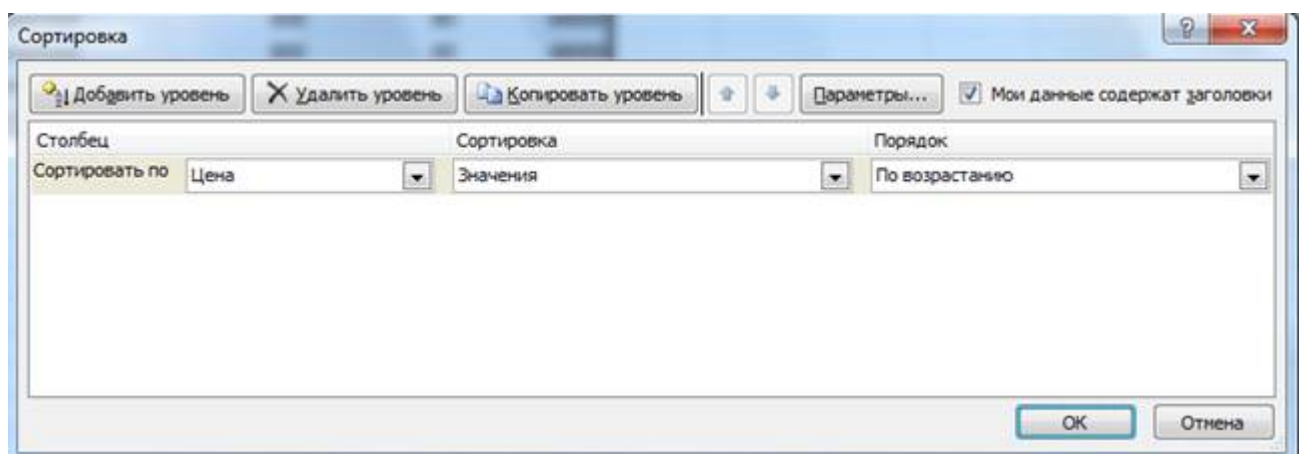 Сортировка
Добавить уровень Удалить уровень Копировать уровень Параметры... Мои данные содержат заголовки
Столбец Сортировка Порядок
Сортировать по Цена Значения По возрастанию
ОК Отмена